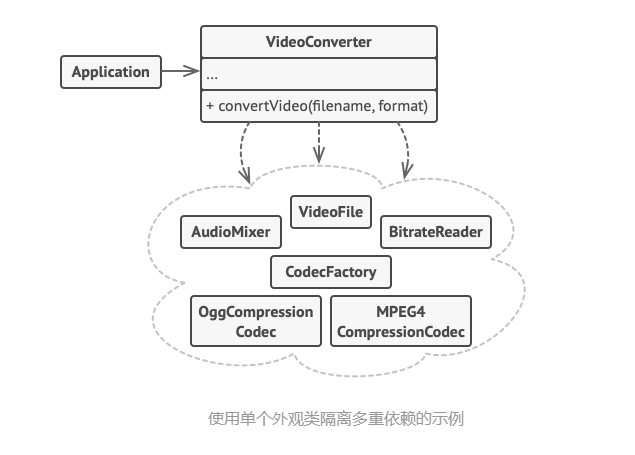 VideoConverter
Application
...
+ convertVideo(filename, format)
VideoFile
AudioMixer
BitrateReader
CodecFactory
OggCompression
Codec
MPEG4
CompressionCodec
使用单个外观类隔离多重依赖的示例